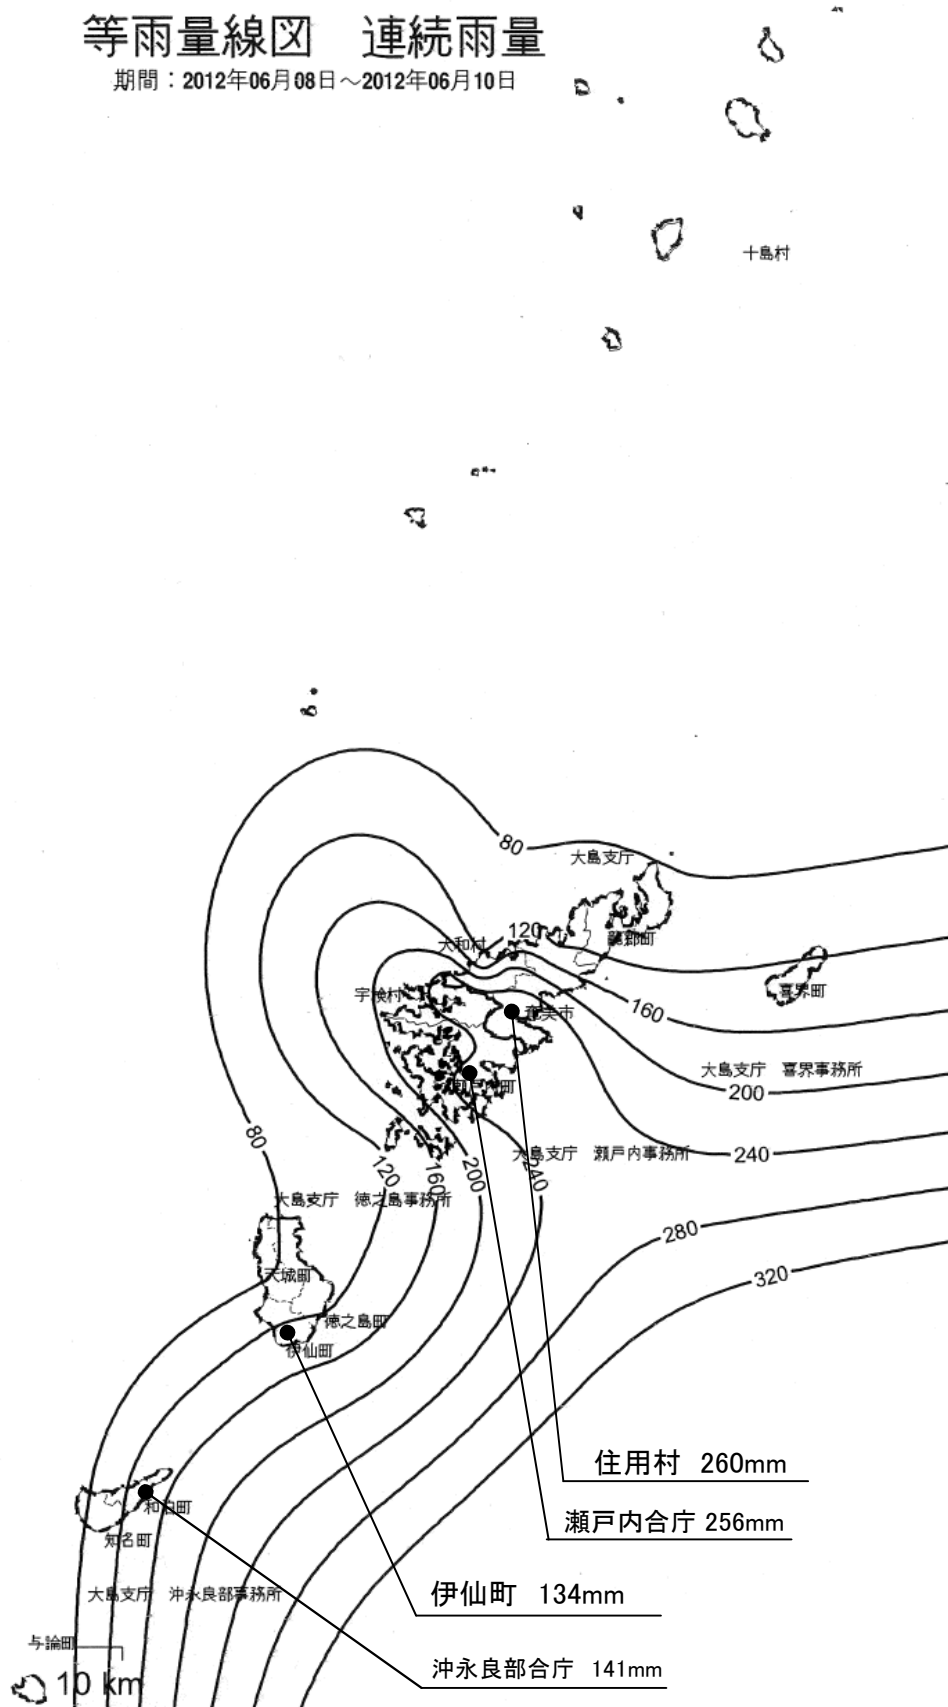 等雨量線図 連続雨量
期間：2012年06月08日～2012年06月10日
十島村
80
大島支庁
120
龍郷町
大和村
喜界町
宇検村
160
奄美市
大島支庁 喜界事務所
瀬戸内町
200
80
240
大島支庁 瀬戸内事務所
120
160
200
240
大島支庁 徳之島事務所
280
天城町
320
徳之島町
伊仙町
住用村 260mm
和泊町
瀬戸内合庁 256mm
知名町
大島支庁 沖永良部事務所
伊仙町 134mm
与論町
沖永良部合庁 141mm
10 km